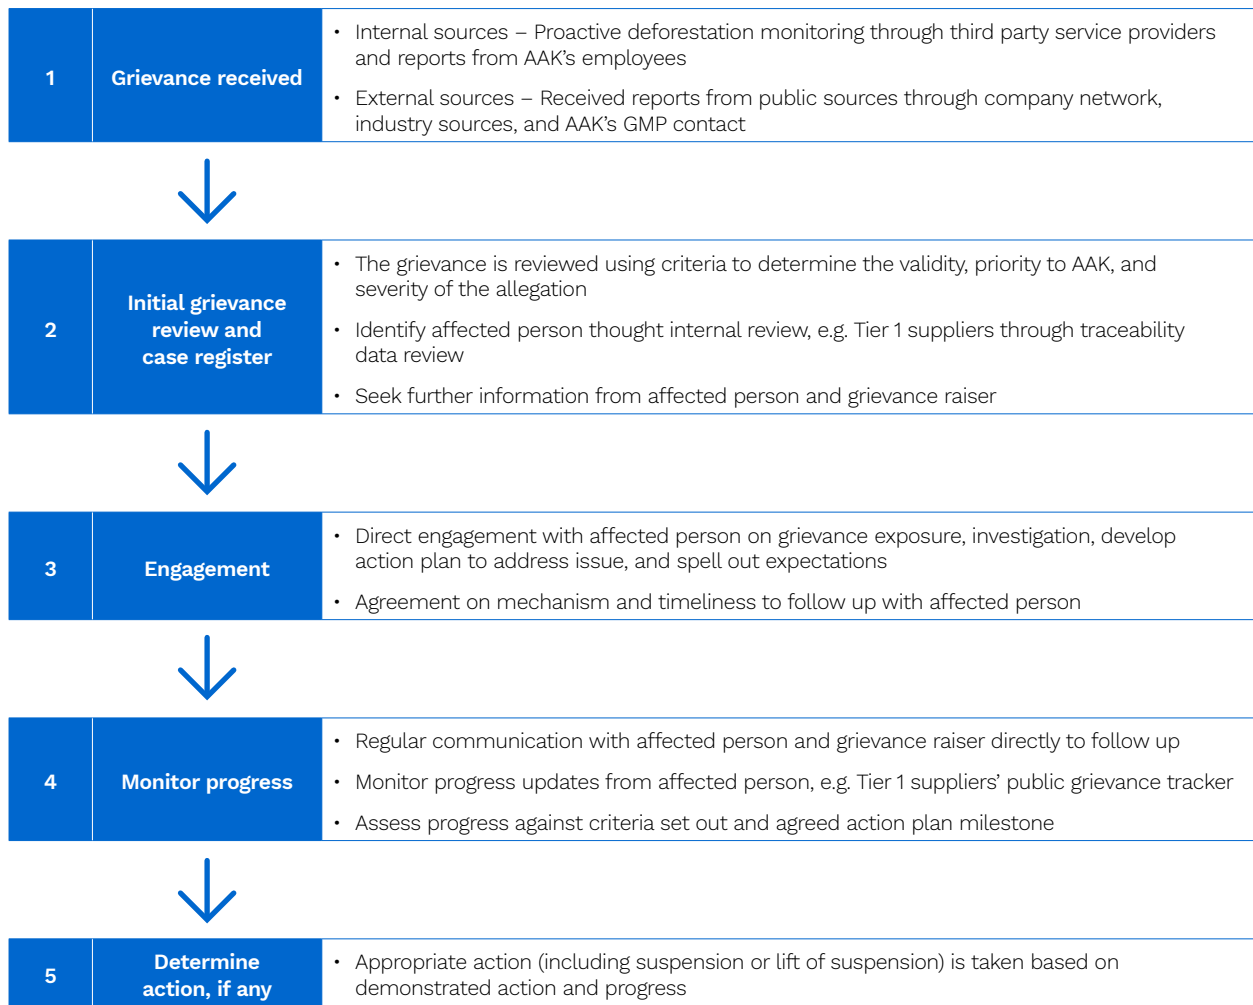 1
Grievance received
• Internal sources – Proactive deforestation monitoring through third party service providers
and reports from AAK’s employees
• External sources – Received reports from public sources through company network,
industry sources, and AAK’s GMP contact
2
Initial grievance
review and
case register
• The grievance is reviewed using criteria to determine the validity, priority to AAK, and
severity of the allegation
• Identify affected person thought internal review, e.g. Tier 1 suppliers through traceability
data review
• Seek further information from affected person and grievance raiser
3
Engagement
• Direct engagement with affected person on grievance exposure, investigation, develop
action plan to address issue, and spell out expectations
• Agreement on mechanism and timeliness to follow up with affected person
4
Monitor progress
• Regular communication with affected person and grievance raiser directly to follow up
• Monitor progress updates from affected person, e.g. Tier 1 suppliers’ public grievance tracker
• Assess progress against criteria set out and agreed action plan milestone
5
Determine
action, if any
• Appropriate action (including suspension or lift of suspension) is taken based on
demonstrated action and progress